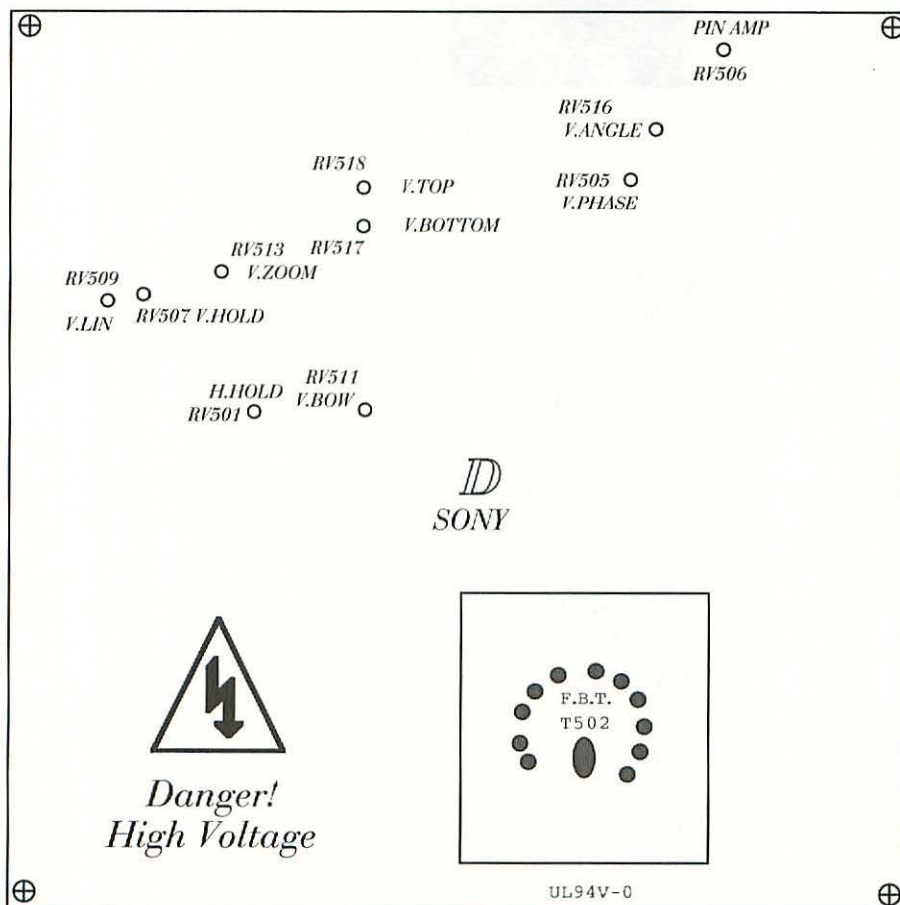 PIN AMP
RV506
RV516
V.ANGLE
RV518
V.TOP
RV505
V.PHASE
V.BOTTOM
RV517
RV513
V.ZOOM
RV509
V.LIN
RV507 V.HOLD
RV511
V.BOW
H.HOLD
RV501
D
SONY
F.B.T.
T502
Danger!
High Voltage
UL94V-0